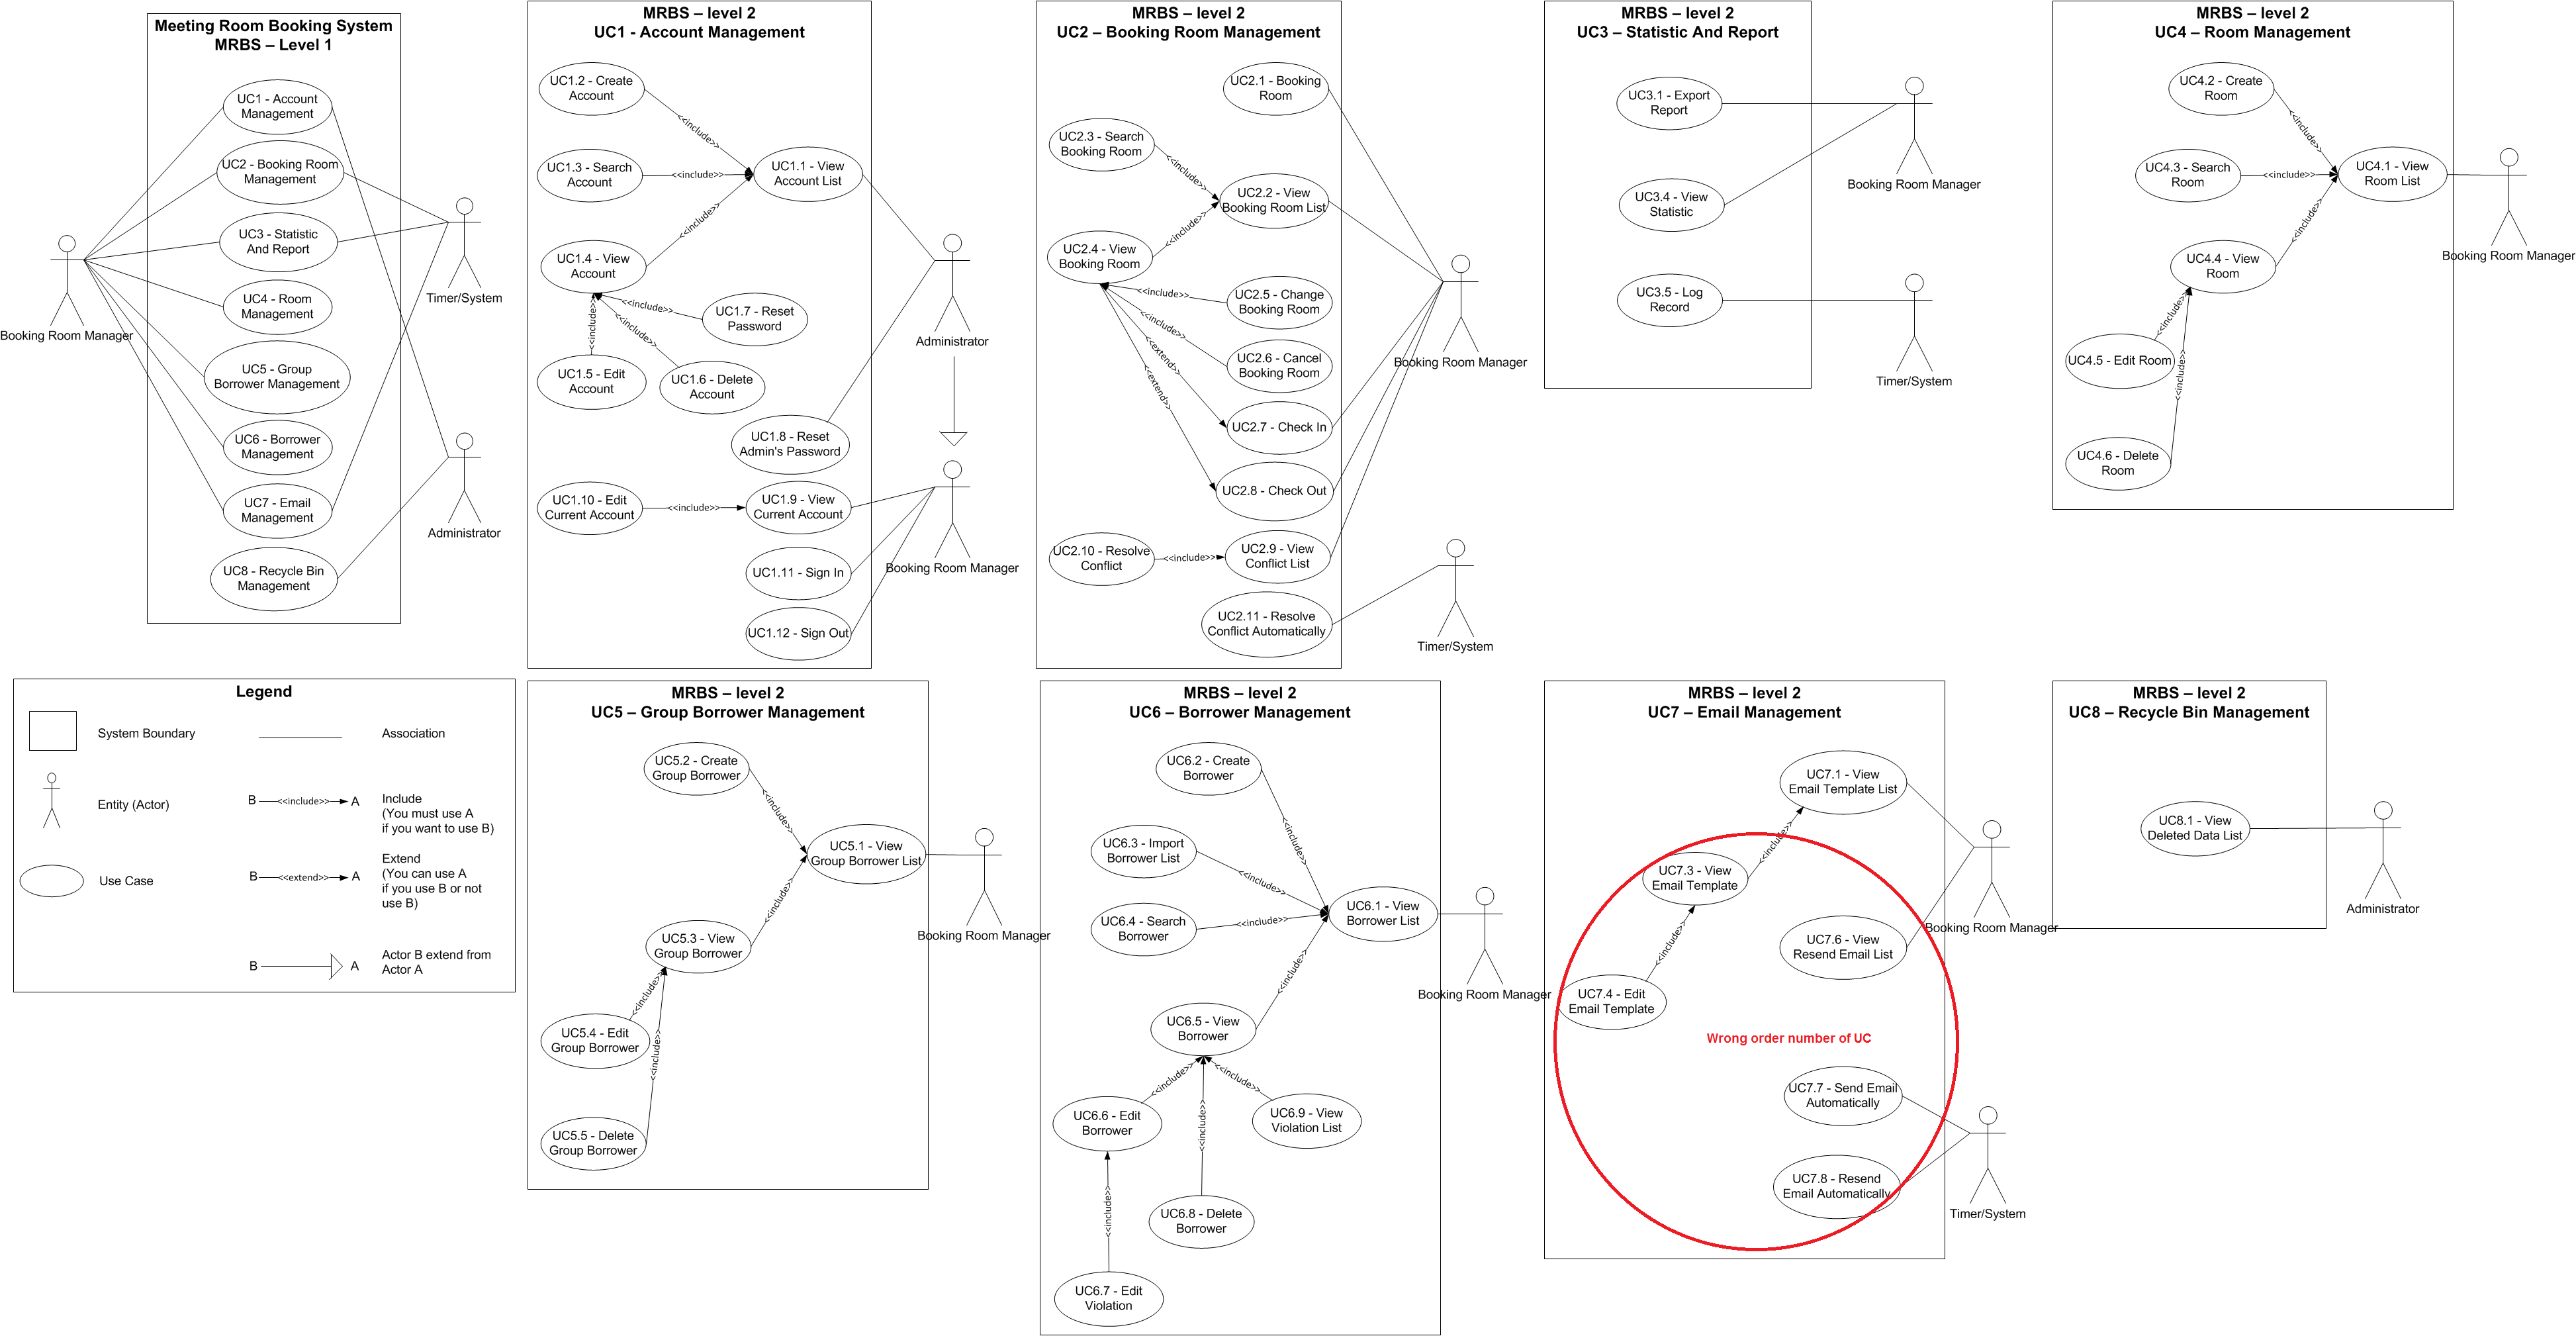 Meeting Room Booking System
MRBS – Level 1
UC1 - Account
Management
UC2 - Booking Room
Management
UC3 - Statistic
And Report
UC4 - Room
Management
UC5 - Group
Borrower Management
UC6 - Borrower
Management
UC7 - Email
Management
UC8 - Recycle Bin
Management
Booking Room Manager
Timer/System
Administrator
MRBS – level 2
UC1 - Account Management
UC1.2 - Create
Account
<<include>>
UC1.3 - Search
Account
<<include>>
UC1.1 - View
Account List
<<include>>
UC1.4 - View
Account
<<include>>
UC1.7 - Reset
Password
<<include>>
<<include>>
UC1.5 - Edit
Account
UC1.6 - Delete
Account
UC1.8 - Reset
Admin's Password
UC1.10 - Edit
Current Account
<<include>>
UC1.9 - View
Current Account
UC1.11 - Sign In
UC1.12 - Sign Out
Administrator
Booking Room Manager
MRBS – level 2
UC2 – Booking Room Management
UC2.1 - Booking
Room
UC2.3 - Search
Booking Room
<<include>>
UC2.2 - View
Booking Room List
<<include>>
UC2.4 - View
Booking Room
<<include>>
UC2.5 - Change
Booking Room
<<include>>
UC2.6 - Cancel
Booking Room
<<extend>>
<<extend>>
UC2.7 - Check In
UC2.8 - Check Out
UC2.10 - Resolve
Conflict
<<include>>
UC2.9 - View
Conflict List
UC2.11 - Resolve
Conflict Automatically
Booking Room Manager
Timer/System
MRBS – level 2
UC3 – Statistic And Report
UC3.1 - Export
Report
UC3.4 - View
Statistic
UC3.5 - Log
Record
Booking Room Manager
Timer/System
MRBS – level 2
UC4 – Room Management
UC4.2 - Create
Room
<<include>>
UC4.3 - Search
Room
<<include>>
UC4.1 - View
Room List
<<include>>
UC4.4 - View
Room
<<include>>
UC4.5 - Edit Room
<<include>>
UC4.6 - Delete
Room
Booking Room Manager
Legend
System Boundary
Association
Entity (Actor)
B
<<include>>
A
Include
(You must use A
if you want to use B)
Use Case
B
<<extend>>
A
Extend
(You can use A
if you use B or not
use B)
B
A
Actor B extend from
Actor A
MRBS – level 2
UC5 – Group Borrower Management
UC5.2 - Create
Group Borrower
<<include>>
UC5.1 - View
Group Borrower List
<<include>>
UC5.3 - View
Group Borrower
<<include>>
UC5.4 - Edit
Group Borrower
<<include>>
UC5.5 - Delete
Group Borrower
Booking Room Manager
MRBS – level 2
UC6 – Borrower Management
UC6.2 - Create
Borrower
<<include>>
UC6.3 - Import
Borrower List
<<include>>
UC6.4 - Search
Borrower
<<include>>
UC6.1 - View
Borrower List
<<include>>
UC6.5 - View
Borrower
<<include>>
<<include>>
UC6.6 - Edit
Borrower
<<include>>
UC6.9 - View
Violation List
<<include>>
UC6.8 - Delete
Borrower
UC6.7 - Edit
Violation
Booking Room Manager
MRBS – level 2
UC7 – Email Management
UC7.1 - View
Email Template List
<<include>>
UC7.3 - View
Email Template
<<include>>
UC7.6 - View
Resend Email List
UC7.4 - Edit
Email Template
Wrong order number of UC
UC7.7 - Send Email
Automatically
UC7.8 - Resend
Email Automatically
Booking Room Manager
Timer/System
MRBS – level 2
UC8 – Recycle Bin Management
UC8.1 - View
Deleted Data List
Administrator